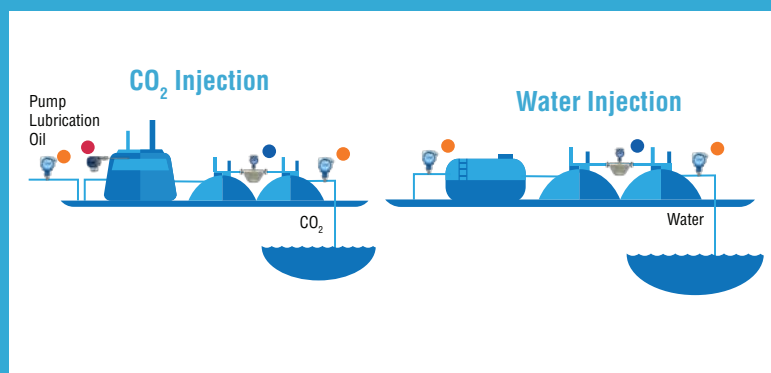 CO₂ Injection
Pump
Lubrication
Oil
CO₂
Water Injection
Water